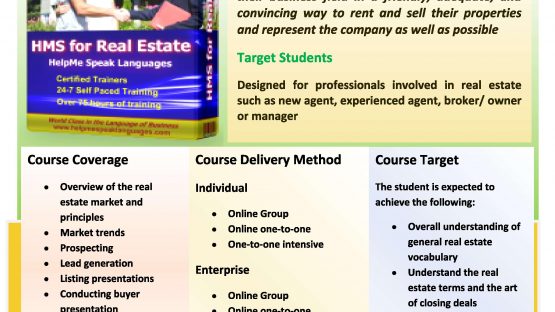 their business field in a friendly, adequate, and
convincing way to rent and sell their properties
and represent the company as well as possible
Target Students
Designed for professionals involved in real estate
such as new agent, experienced agent, broker/ owner
or manager
HMS for Real Estate
HelpMe Speak Languages
Certified Trainers
24-7 Self Paced Training
Over 75 hours of training
World Class in the Language of Business
www.helpmespeaklanguages.com
HMS for Real
Course Coverage
• Overview of the real
estate market and
principles
• Market trends
• Prospecting
• Lead generation
• Listing presentations
• Conducting buyer
presentation
Course Delivery Method
Individual
• Online Group
• Online one-to-one
• One-to-one intensive
Enterprise
• Online Group
• Online one-to-one
Course Target
The student is expected to
achieve the following:
• Overall understanding of
general real estate
vocabulary
• Understand the real
estate terms and the art
of closing deals